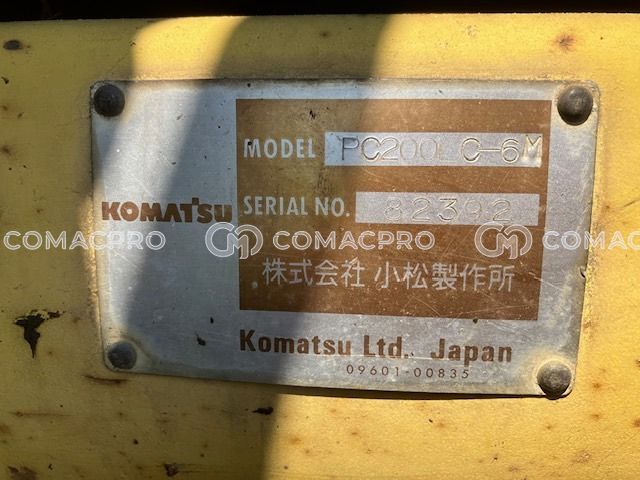 MODEL PC200LC-6M
KOMATSU
SERIAL NO. 82392
COMACPRO COMACPRO COMAC
株式会社 小松製作所
Komatsu Ltd. Japan
09601-00835